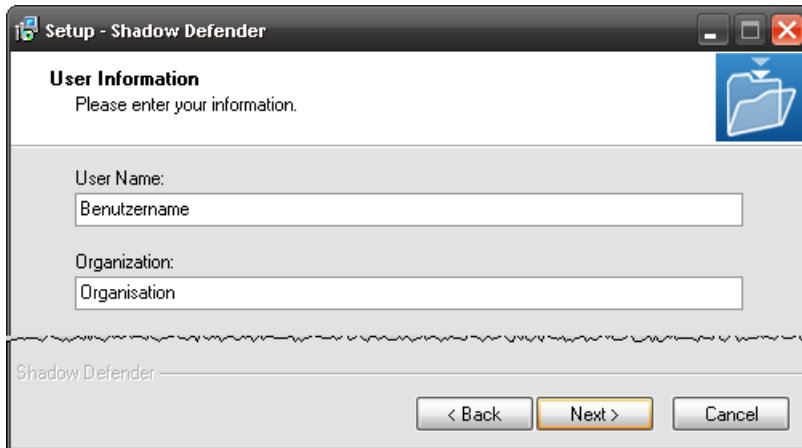 Setup - Shadow Defender
User Information
Please enter your information.
User Name:
Benutzername
Organization:
Organisation
Shadow Defender
< Back Next > Cancel